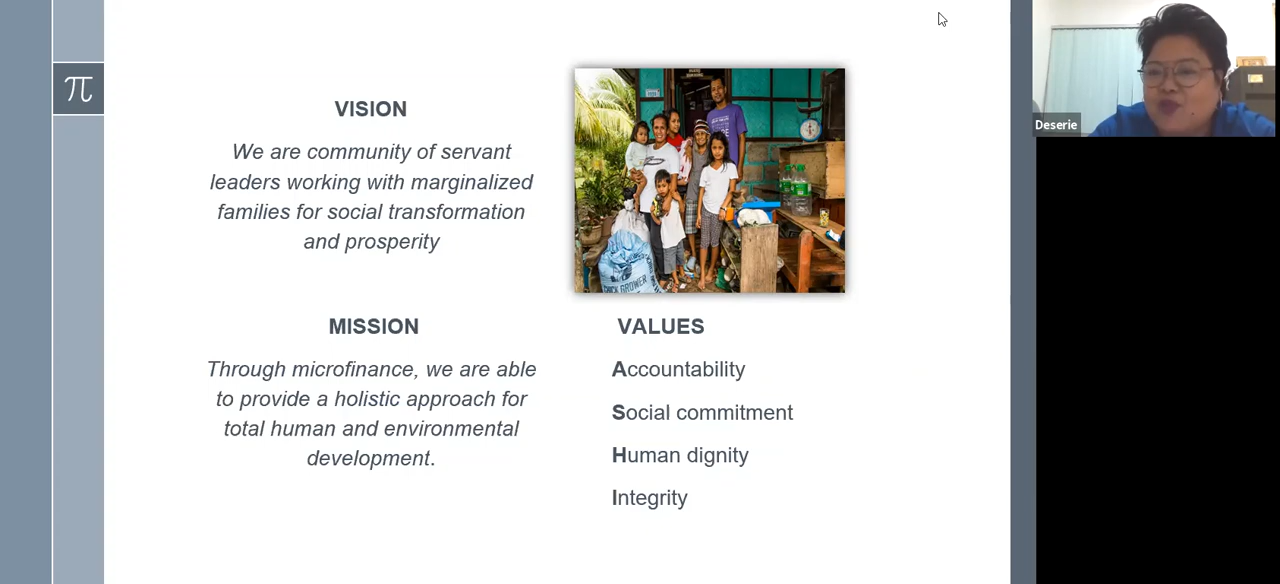 π
VISION
We are community of servant
leaders working with marginalized
families for social transformation
and prosperity
MISSION
Through microfinance, we are able
to provide a holistic approach for
total human and environmental
development.
VALUES
Accountability
Social commitment
Human dignity
Integrity
Deserie